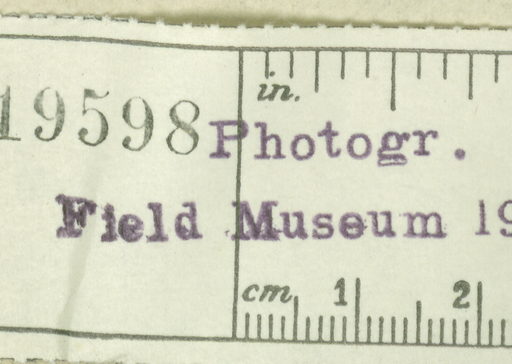 in.
19598 Photogr.
Field Museum 19
cm 1 2